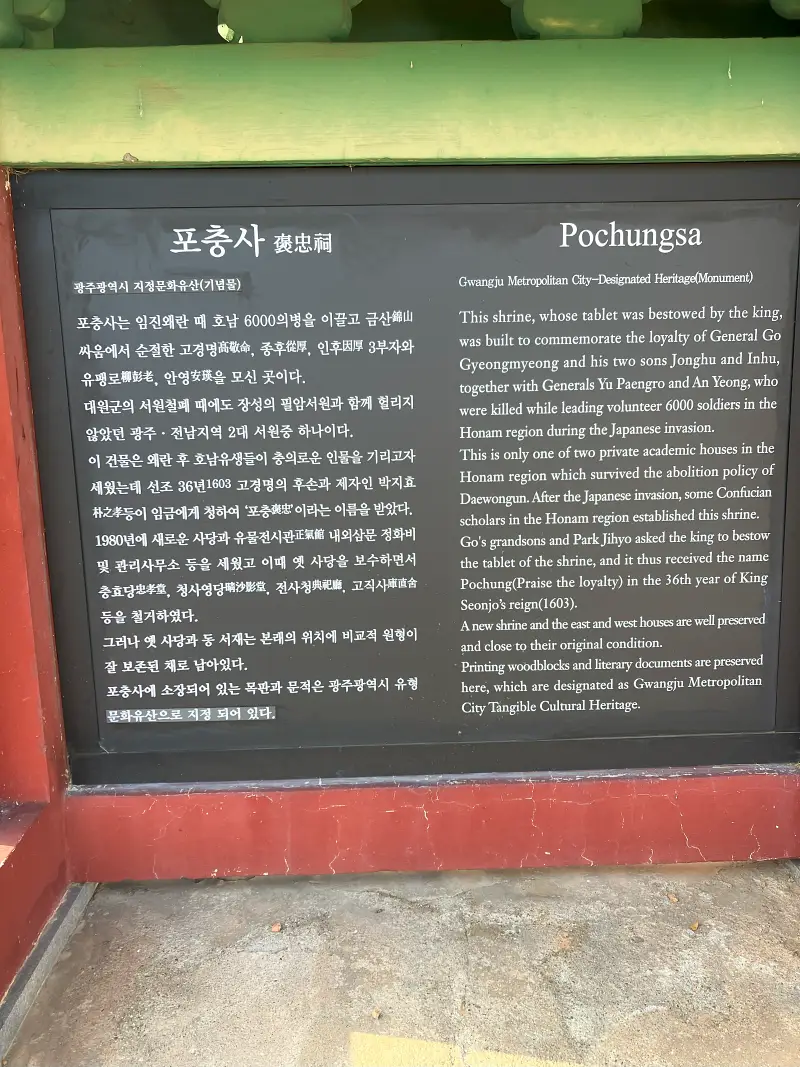 포충사 褒忠祠
광주광역시 지정문화유산(기념물)
포충사는 임진왜란 때 호남 6000의병을 이끌고 금산錦山
싸움에서 순절한 고경명高敬命, 종후從厚, 인후因厚 3부자와
유팽로柳彭老, 안영安瑛을 모신 곳이다.
대원군의 서원철폐 때에도 장성의 필암서원과 함께 헐리지
않았던 광주 · 전남지역 2대 서원중 하나이다.
이 건물은 왜란 후 호남유생들이 충의로운 인물을 기리고자
세웠는데 선조 36년1603 고경명의 후손과 제자인 박지효
朴之孝등이 임금에게 청하여 '포충褒忠'이라는 이름을 받았다.
1980년에 새로운 사당과 유물전시관正氣館 내외삼문 정화비
및 관리사무소 등을 세웠고 이때 옛 사당을 보수하면서
충효당忠孝堂, 청사영당晴沙影堂, 전사청典祀廳, 고직사庫直舍
등을 철거하였다.
그러나 옛 사당과 동 서재는 본래의 위치에 비교적 원형이
잘 보존된 채로 남아있다.
포충사에 소장되어 있는 목판과 문적은 광주광역시 유형
문화유산으로 지정 되어 있다.
Pochungsa
Gwangju Metropolitan City-Designated Heritage(Monument)
This shrine, whose tablet was bestowed by the king,
was built to commemorate the loyalty of General Go
Gyeongmyeong and his two sons Jonghu and Inhu,
together with Generals Yu Paengro and An Yeong, who
were killed while leading volunteer 6000 soldiers in the
Honam region during the Japanese invasion.
This is only one of two private academic houses in the
Honam region which survived the abolition policy of
Daewongun. After the Japanese invasion, some Confucian
scholars in the Honam region established this shrine.
Go's grandsons and Park Jihyo asked the king to bestow
the tablet of the shrine, and it thus received the name
Pochung(Praise the loyalty) in the 36th year of King
Seonjo's reign(1603).
A new shrine and the east and west houses are well preserved
and close to their original condition.
Printing woodblocks and literary documents are preserved
here, which are designated as Gwangju Metropolitan
City Tangible Cultural Heritage.